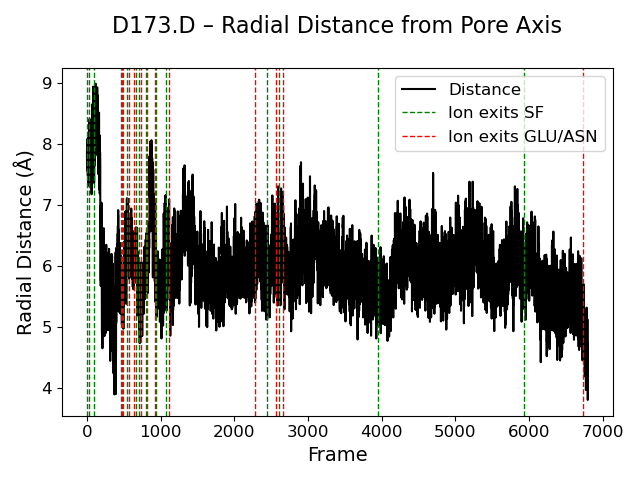 D173.D – Radial Distance from Pore Axis
Distance
Ion exits SF
Ion exits GLU/ASN
Radial Distance (Å)
9
8
7
6
5
4
0
1000
2000
3000
4000
5000
6000
7000
Frame